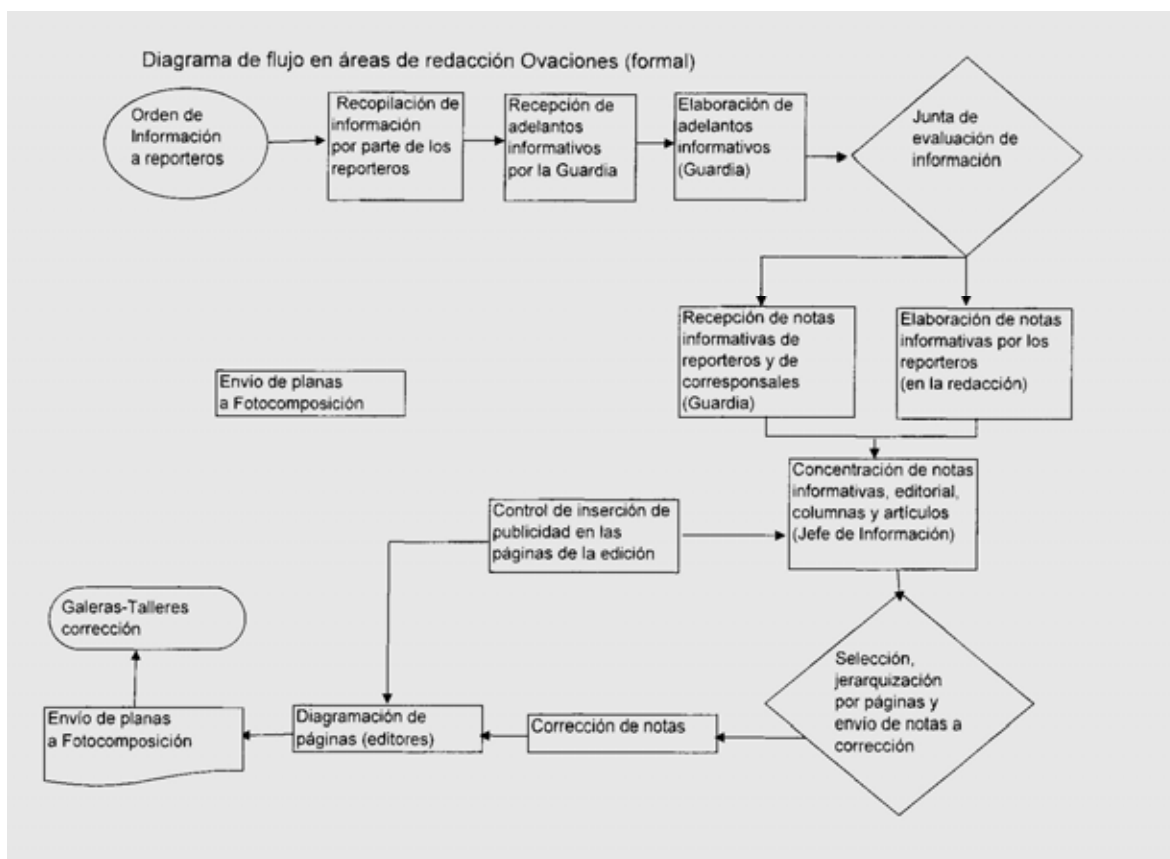 Diagrama de flujo en áreas de redacción Ovaciones (formal)
Orden de
Información
a reporteros
Recopilación de
información
por parte de los
reporteros
Recepción de
adelantos
informativos
por la Guardia
Elaboración de
adelantos
informativos
(Guardia)
Junta de
evaluación de
información
Recepción de notas
informativas de
reporteros y de
corresponsales
(Guardia)
Elaboración de notas
informativas por los
reporteros
(en la redacción)
Envío de planas
a Fotocomposición
Concentración de notas
informativas, editorial,
columnas y artículos
(Jefe de Información)
Control de inserción de
publicidad en las
páginas de la edición
Galeras-Talleres
corrección
Selección,
jerarquización
por páginas y
envío de notas a
corrección
Envío de planas
a Fotocomposición
Diagramación de
páginas (editores)
Corrección de notas